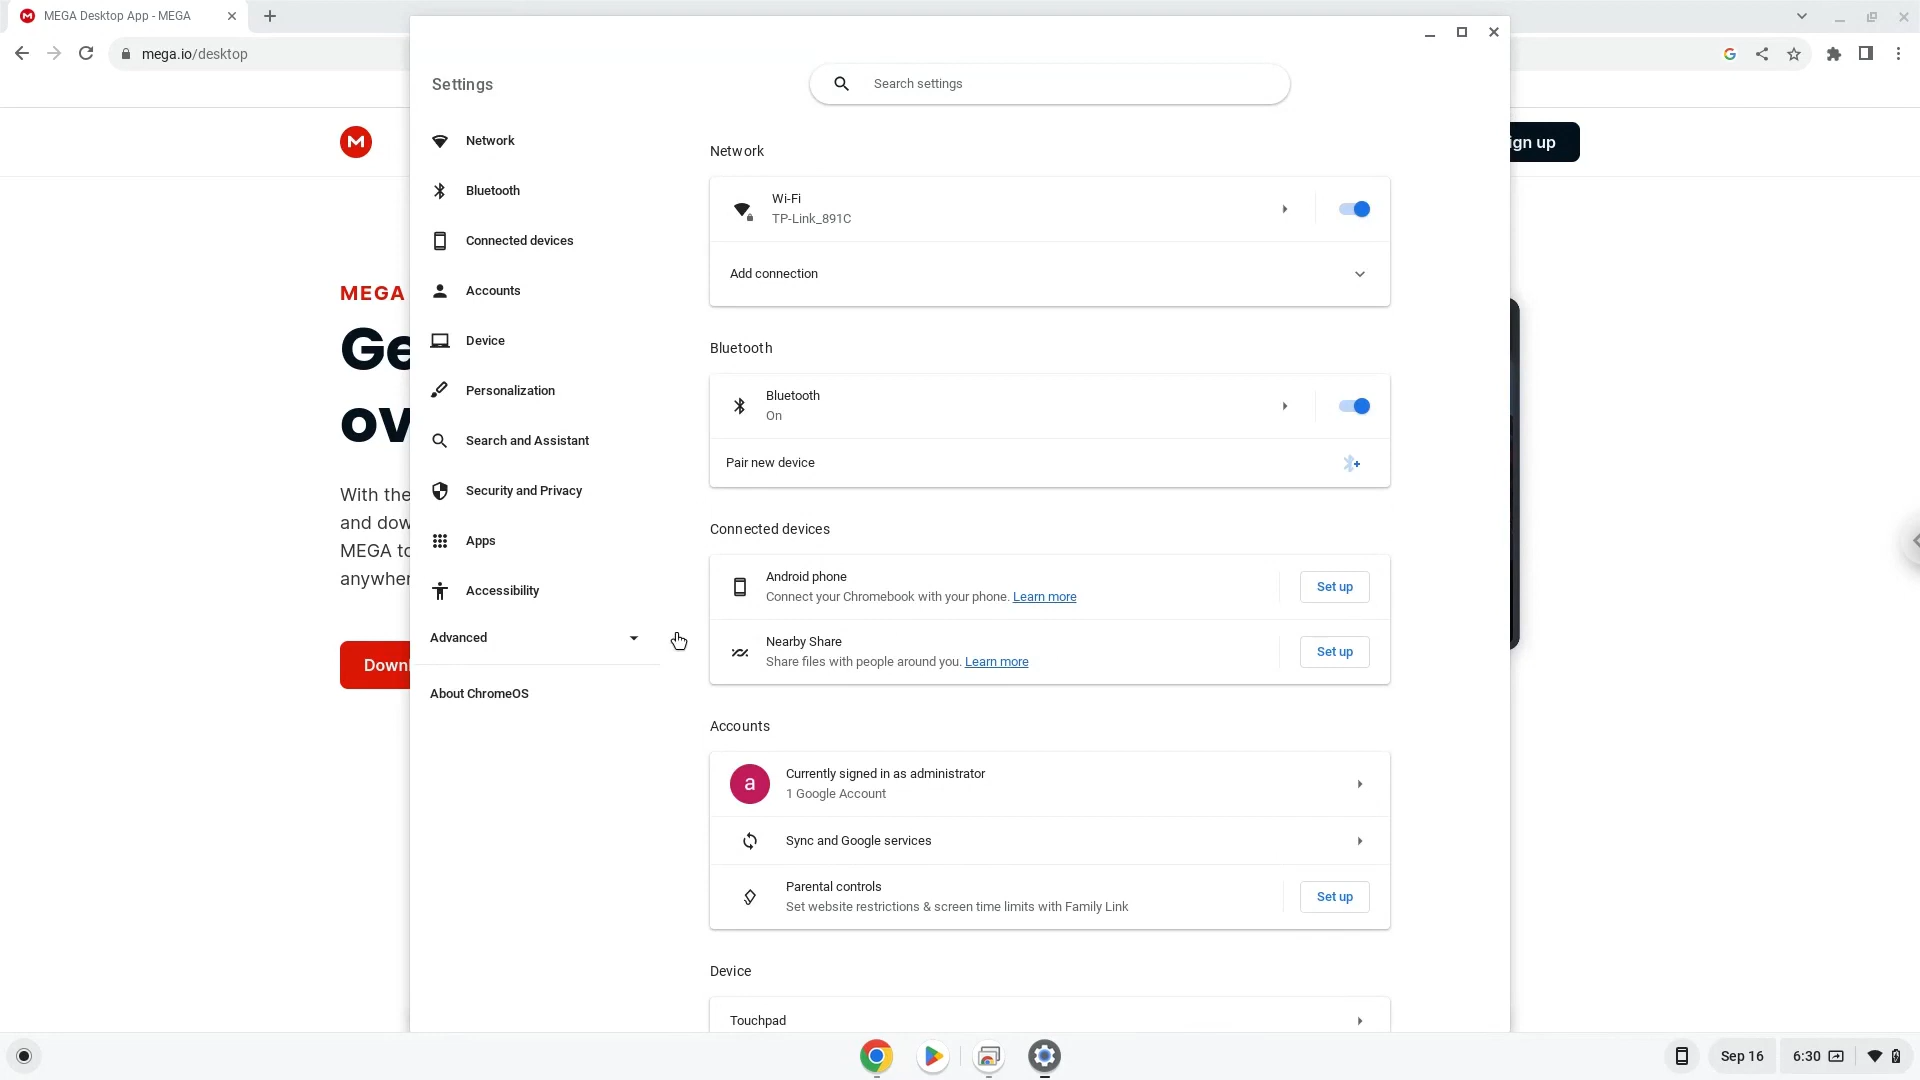 MEGA Desktop App - MEGA
mega.io/desktop
Settings
Search settings
Network
Bluetooth
Connected devices
Accounts
Device
Personalization
Search and Assistant
Security and Privacy
Apps
Accessibility
Advanced
About ChromeOS
Network
Wi-Fi
TP-Link_891C
Add connection
Bluetooth
Bluetooth
On
Pair new device
Connected devices
Android phone
Connect your Chromebook with your phone. Learn more
Set up
Nearby Share
Share files with people around you. Learn more
Set up
Accounts
a
Currently signed in as administrator
1 Google Account
Sync and Google services
Parental controls
Set website restrictions & screen time limits with Family Link
Set up
Device
Touchpad
M
ign up
MEGA
Ge
ov
With the
and dow
MEGA to
anywher
Downl
Sep 16
6:30